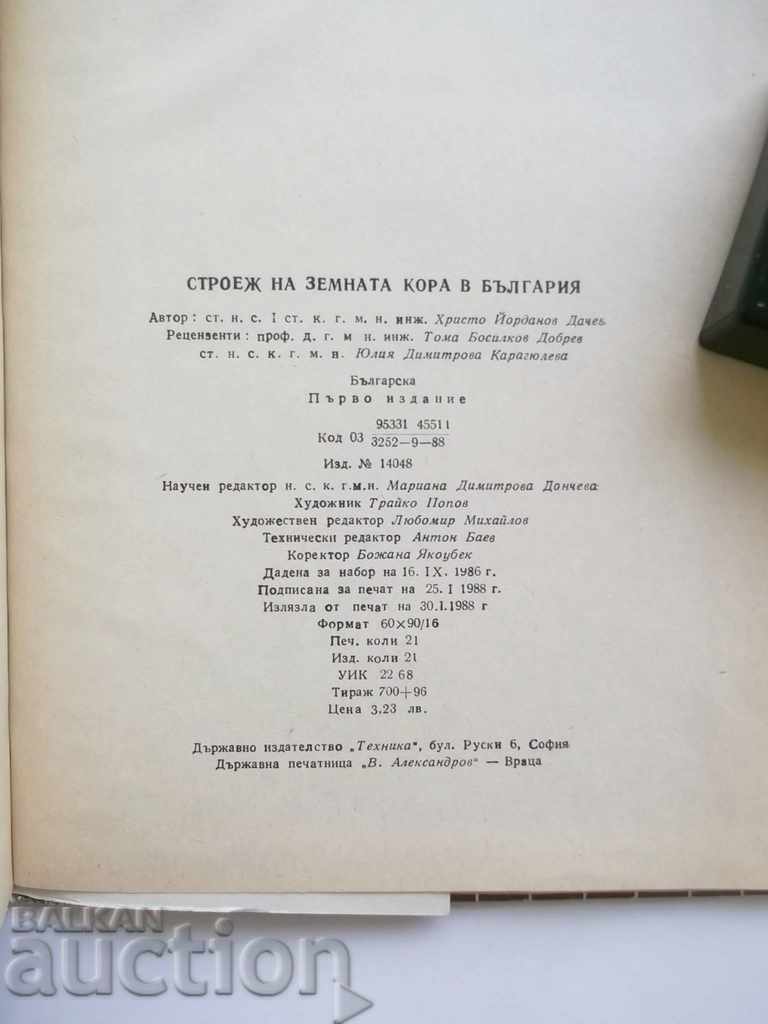 СТРОЕЖ НА ЗЕМНАТА КОРА В БЪЛГАРИЯ
Автор: ст. н. с. I ст. к. г. м. н. инж. Христо Йорданов Дачев
Рецензенти: проф. д. г. м н. инж. Тома Босилков Добрев
ст. н. с. к. г. м. н. Юлия Димитрова Карагюлева
Българска
Първо издание
95331 45511
Код 03
3252—9—88
Изд. № 14048
Научен редактор н. с. к. г.м.н. Мариана Димитрова Дончева
Художник Трайко Попов
Художествен редактор Любомир Михайлов
Технически редактор Антон Баев
Коректор Божана Якоубек
Дадена за набор на 16. IX. 1986 г.
Подписана за печат на 25. I 1988 г.
Излязла от печат на 30.I.1988 г
Формат 60×90/16
Печ. коли 21
Изд. коли 21
УИК 22 68
Тираж 700+96
Цена 3,23 лв.
Държавно издателство „Техника“, бул. Руски 6, София
Държавна печатница „В. Александров“ — Враца
BALKAN
auction